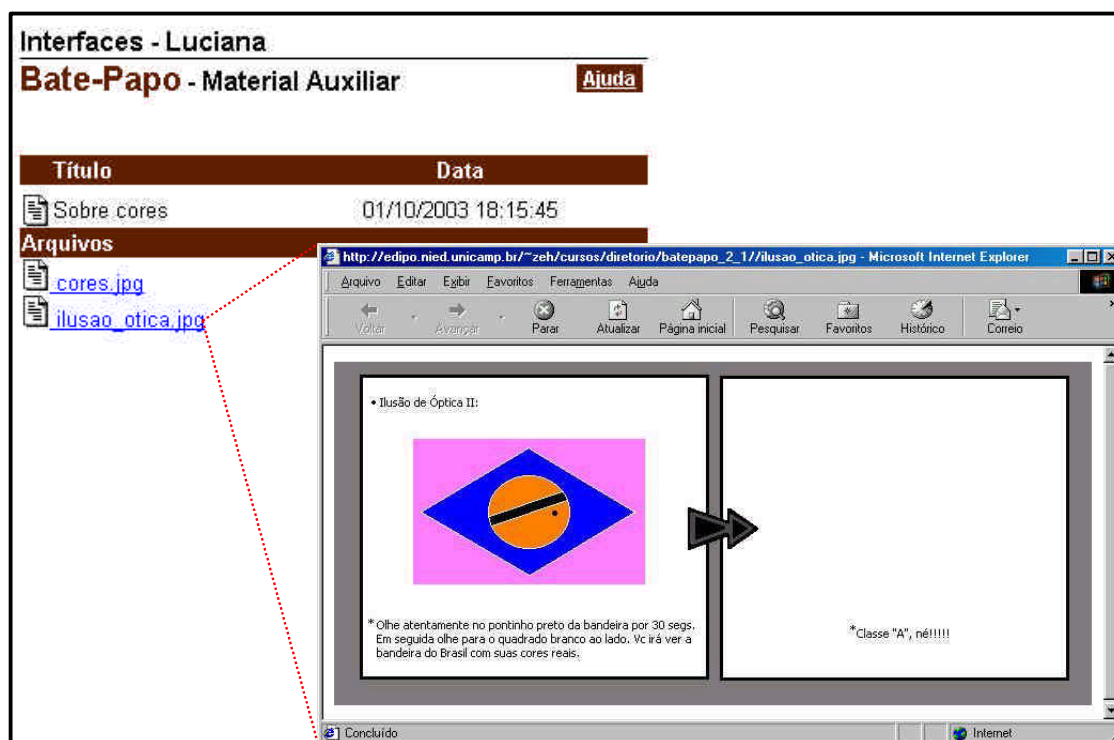 Interfaces - Luciana
Bate-Papo - Material Auxiliar
Ajuda
Título Data
Sobre cores 01/10/2003 18:15:45
Arquivos
cores.jpg
ilusao_otica.jpg
http://edipo.nied.unicamp.br/~zeh/cursos/diretorio/batepapo_2_1//ilusao_otica.jpg - Microsoft Internet Explorer
Arquivo Editar Exibir Favoritos Ferramentas Ajuda
Voltar Avançar Parar Atualizar Página inicial Pesquisar Favoritos Histórico Correio
• Ilusão de Óptica II:
* Olhe atentamente no pontinho preto da bandeira por 30 segs.
Em seguida olhe para o quadrado branco ao lado. Vc irá ver a
bandeira do Brasil com suas cores reais.
*Classe "A", né!!!!!
Concluído Internet